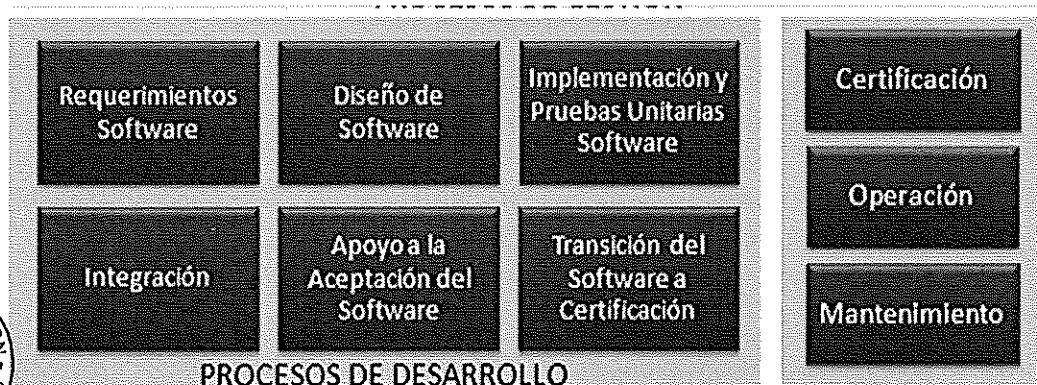 Requerimientos
Software
Diseño de
Software
Implementación y
Pruebas Unitarias
Software
Integración
Apoyo a la
Aceptación del
Software
Transición del
Software a
Certificación
PROCESOS DE DESARROLLO
Certificación
Operación
Mantenimiento